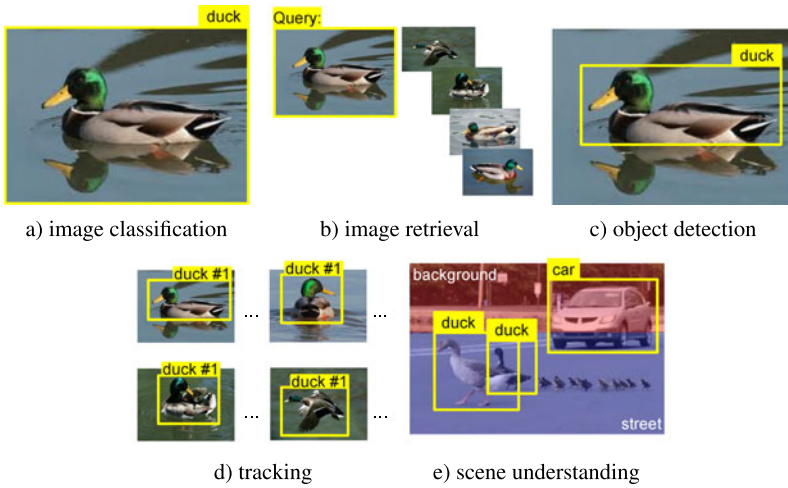 duck
Query:
duck
a) image classification
b) image retrieval
c) object detection
duck #1
duck #1
...
...
duck #1
duck #1
...
...
background
car
duck
duck
street
d) tracking
e) scene understanding